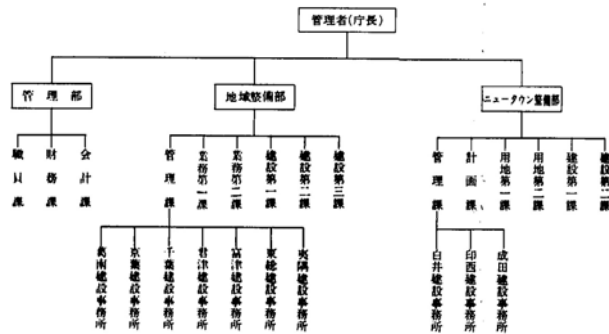 管理者(庁長)
管理部
地域整備部
ニュータウン整備部
職員課
財務課
会計課
管理課
業務第一課
業務第二課
建設第一課
建設第二課
建設第三課
管理課
計画課
用地第一課
用地第二課
建設第一課
建設第二課
葛南建設事務所
京葉建設事務所
千葉建設事務所
君津建設事務所
富津建設事務所
東総建設事務所
夷隅建設事務所
白井建設事務所
印西建設事務所
成田建設事務所